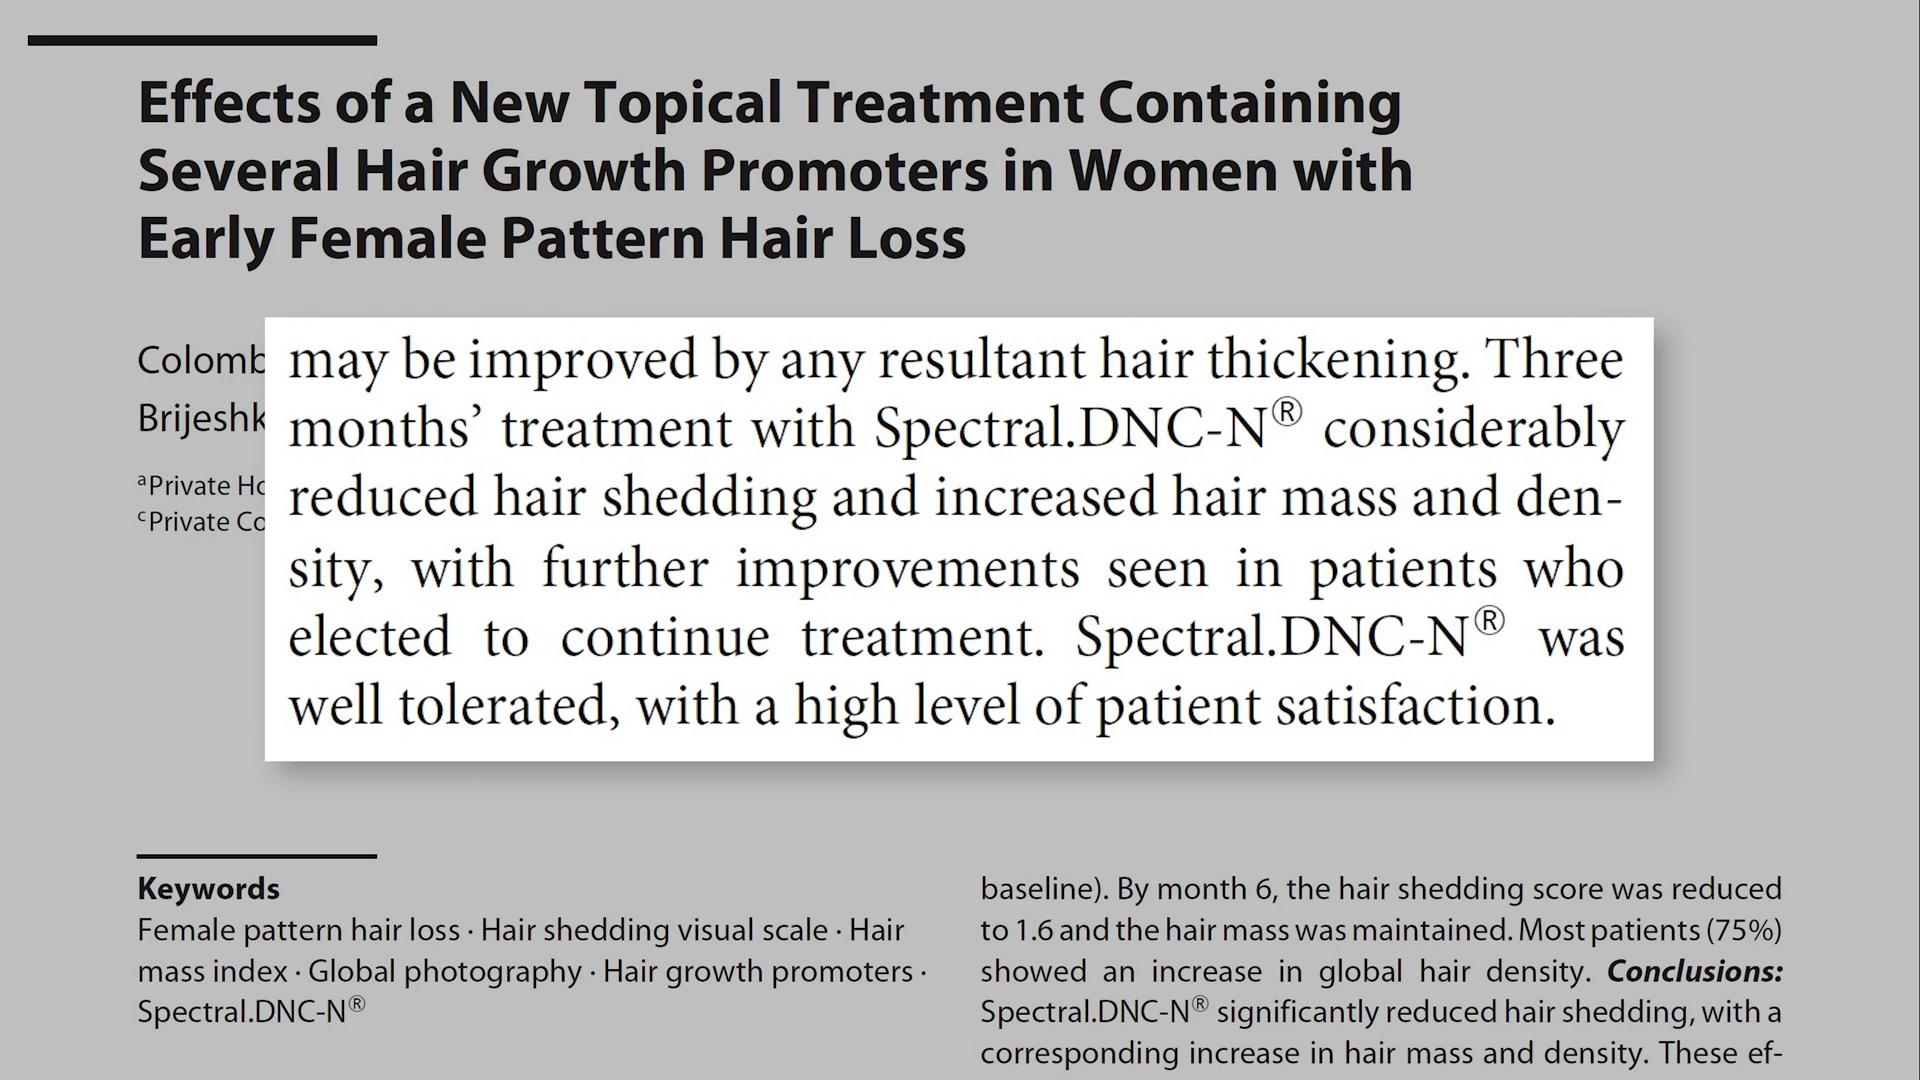 Effects of a New Topical Treatment Containing
Several Hair Growth Promoters in Women with
Early Female Pattern Hair Loss
Colomb
Brijeshk
aPrivate Ho
cPrivate Co
may be improved by any resultant hair thickening. Three
months’ treatment with Spectral.DNC-N® considerably
reduced hair shedding and increased hair mass and den-
sity, with further improvements seen in patients who
elected to continue treatment. Spectral.DNC-N® was
well tolerated, with a high level of patient satisfaction.
Keywords
Female pattern hair loss · Hair shedding visual scale · Hair
mass index · Global photography · Hair growth promoters ·
Spectral.DNC-N®
baseline). By month 6, the hair shedding score was reduced
to 1.6 and the hair mass was maintained. Most patients (75%)
showed an increase in global hair density. Conclusions:
Spectral.DNC-N® significantly reduced hair shedding, with a
corresponding increase in hair mass and density. These ef-